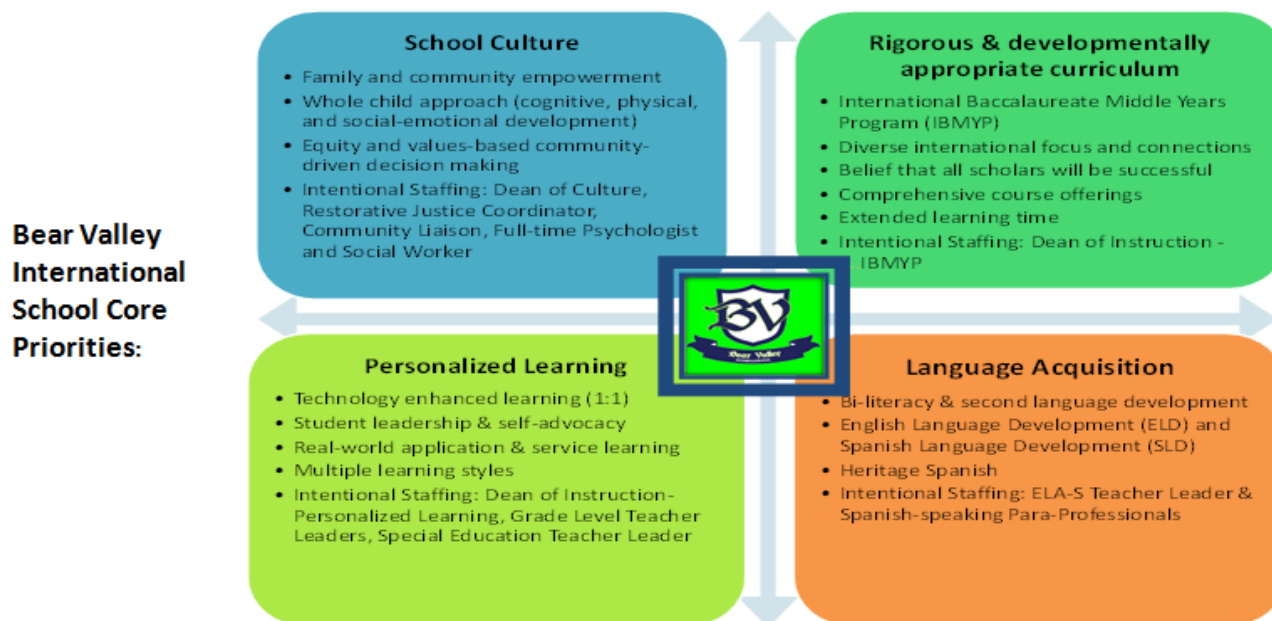 Bear Valley
International
School Core
Priorities:
School Culture
• Family and community empowerment
• Whole child approach (cognitive, physical,
and social-emotional development)
• Equity and values-based community-
driven decision making
• Intentional Staffing: Dean of Culture,
Restorative Justice Coordinator,
Community Liaison, Full-time Psychologist
and Social Worker
Rigorous & developmentally
appropriate curriculum
• International Baccalaureate Middle Years
Program (IBMYP)
• Diverse international focus and connections
• Belief that all scholars will be successful
• Comprehensive course offerings
• Extended learning time
• Intentional Staffing: Dean of Instruction -
IBMYP
BV
Bear Valley
Personalized Learning
• Technology enhanced learning (1:1)
• Student leadership & self-advocacy
• Real-world application & service learning
• Multiple learning styles
• Intentional Staffing: Dean of Instruction-
Personalized Learning, Grade Level Teacher
Leaders, Special Education Teacher Leader
Language Acquisition
• Bi-literacy & second language development
• English Language Development (ELD) and
Spanish Language Development (SLD)
• Heritage Spanish
• Intentional Staffing: ELA-S Teacher Leader &
Spanish-speaking Para-Professionals